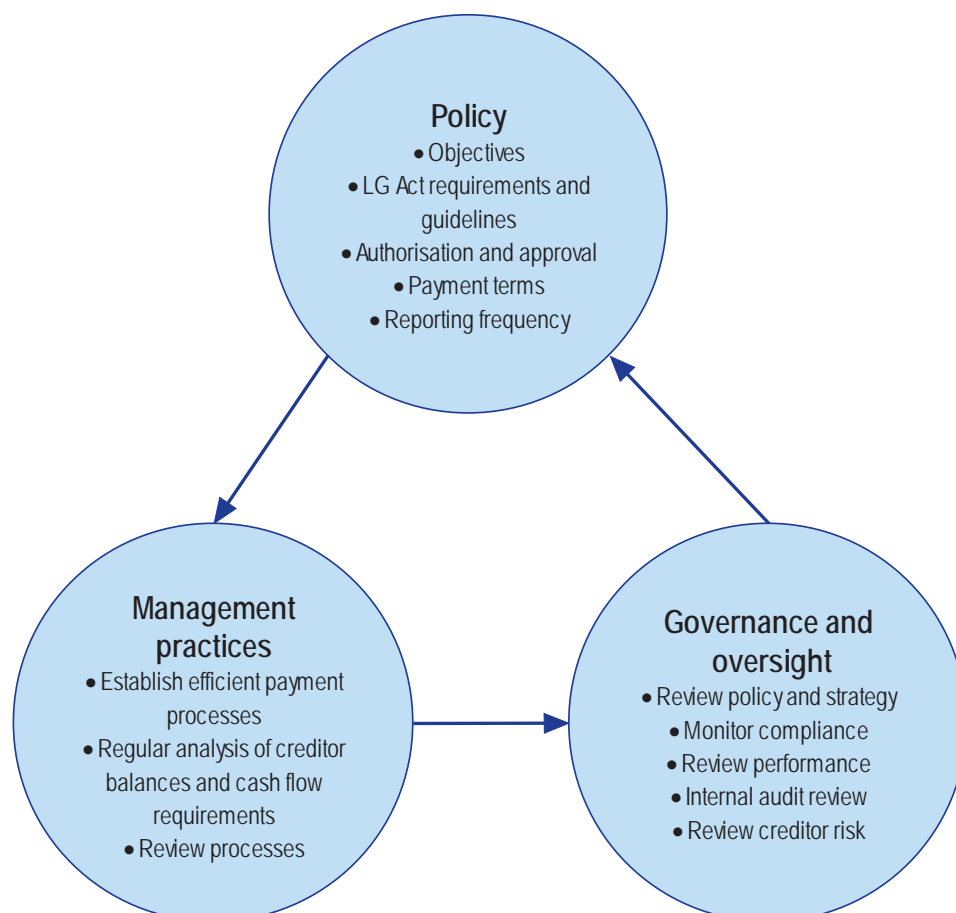 Policy
• Objectives
• LG Act requirements and
guidelines
• Authorisation and approval
• Payment terms
• Reporting frequency
Management
practices
• Establish efficient payment
processes
• Regular analysis of creditor
balances and cash flow
requirements
• Review processes
Governance and
oversight
• Review policy and strategy
• Monitor compliance
• Review performance
• Internal audit review
• Review creditor risk